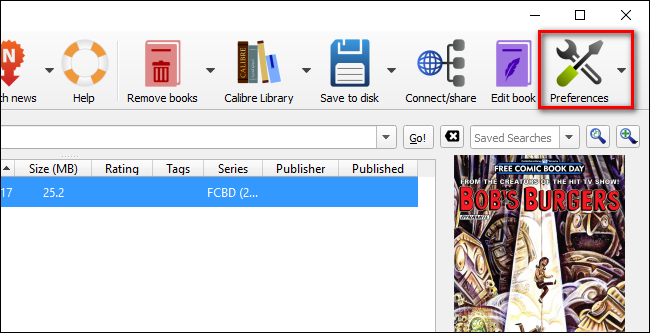 th news
Help
Remove books
Calibre Library
Save to disk
Connect/share
Edit book
Preferences
CALIBRE
Go!
Saved Searches
Size (MB) Rating Tags Series Publisher Published
17 25.2 FCBD (2...
FREE COMIC BOOK DAY
FROM THE CREATORS OF THE HIT TV SHOW!
BOB'S BURGERS
DYNAMITE